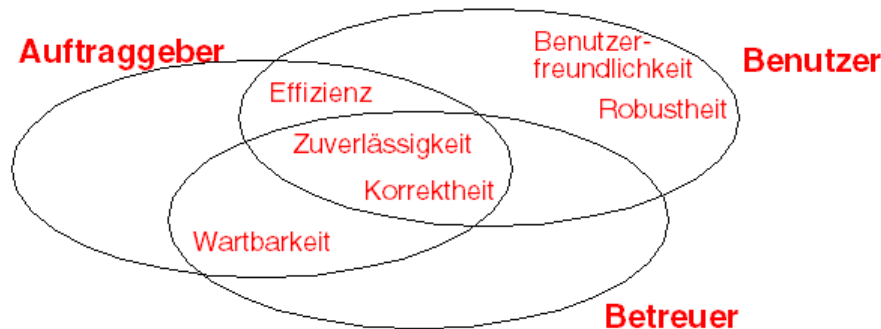 Auftraggeber
Benutzer-
freundlichkeit
Benutzer
Effizienz
Robustheit
Zuverlässigkeit
Korrektheit
Wartbarkeit
Betreuer